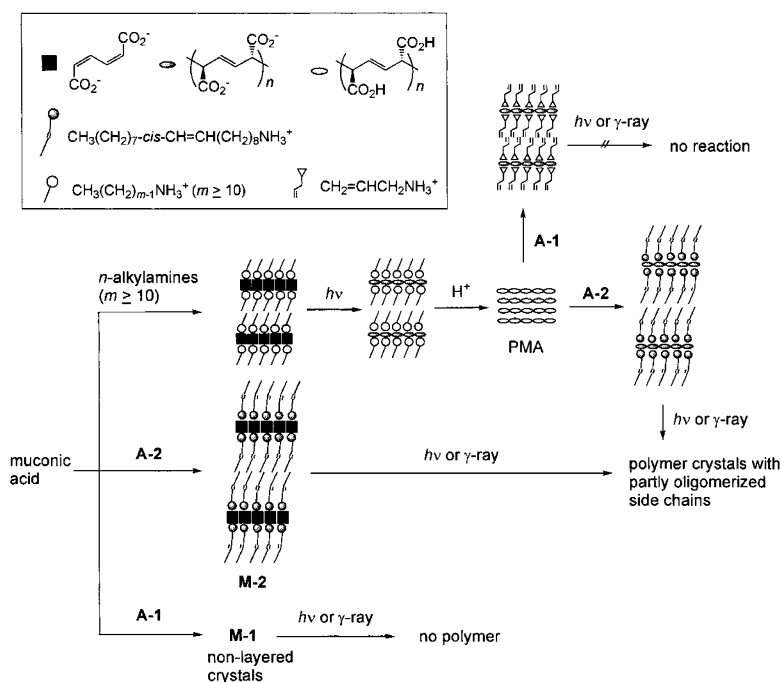 CO₂⁻
CO₂⁻
CO₂⁻
CO₂⁻
n
CO₂H
CO₂H
n
CH₃(CH₂)₇-cis-CH=CH(CH₂)₈NH₃⁺
CH₃(CH₂)ₘ₋₁NH₃⁺ (m ≥ 10)
CH₂=CHCH₂NH₃⁺
hν or γ-ray
no reaction
A-1
n-alkylamines
(m ≥ 10)
hν
H⁺
PMA
A-2
hν or γ-ray
muconic
acid
A-2
hν or γ-ray
polymer crystals with
partly oligomerized
side chains
M-2
A-1
M-1
non-layered
crystals
hν or γ-ray
no polymer